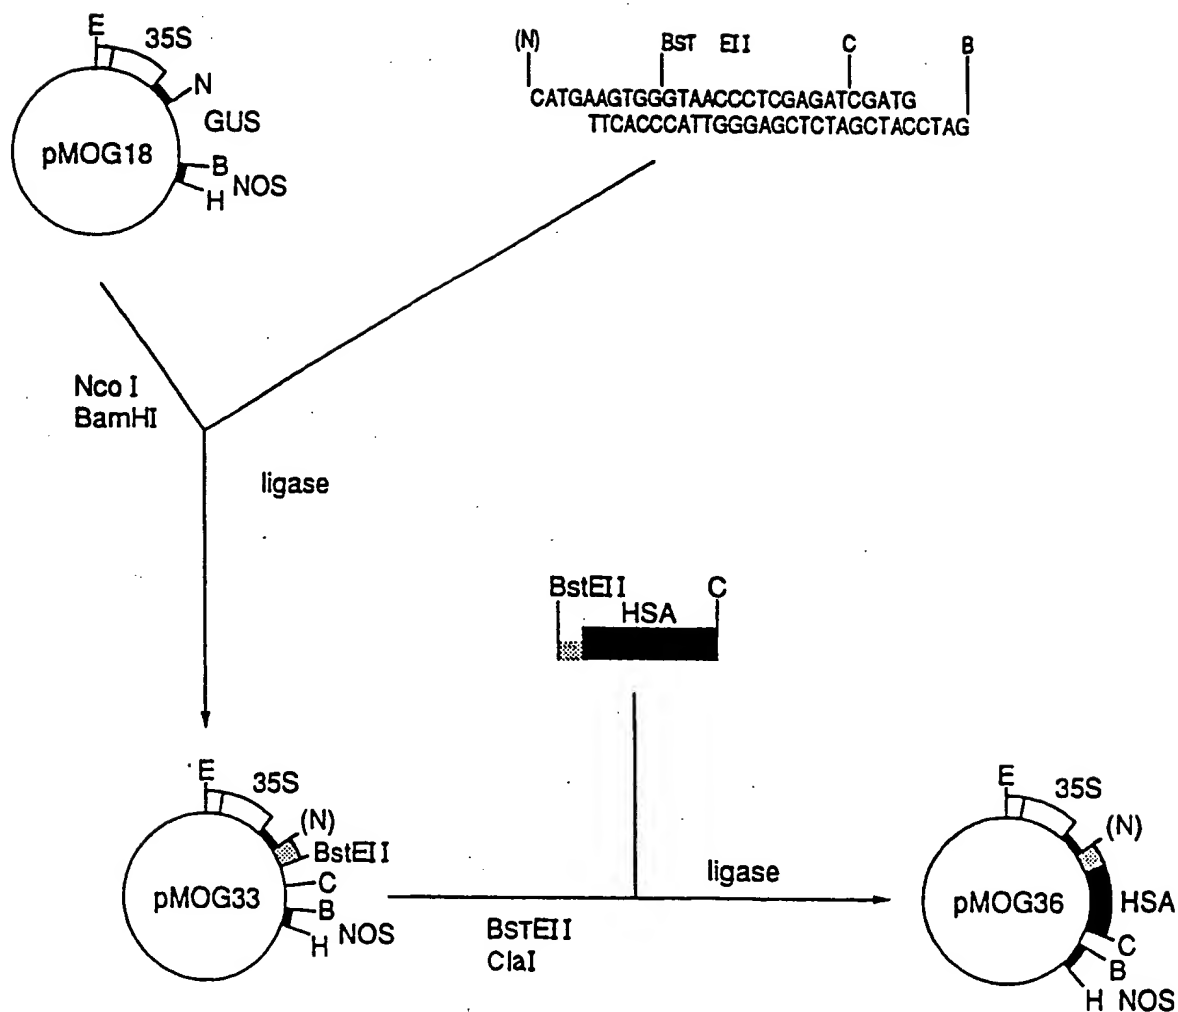 E
35S
N
GUS
pMOG18
B
NOS
H
(N) BST EII C B
CATGAAGTGGGTAACCCTCGAGATCGATG
TTCACCCATTGGGAGCTCTAGCTACCTAG
Nco I
BamHI
ligase
BstEII C
HSA
E
35S
(N)
BstEII
pMOG33
C
B
NOS
H
BSTEII
ClaI
ligase
E
35S
(N)
pMOG36
HSA
C
B
H NOS